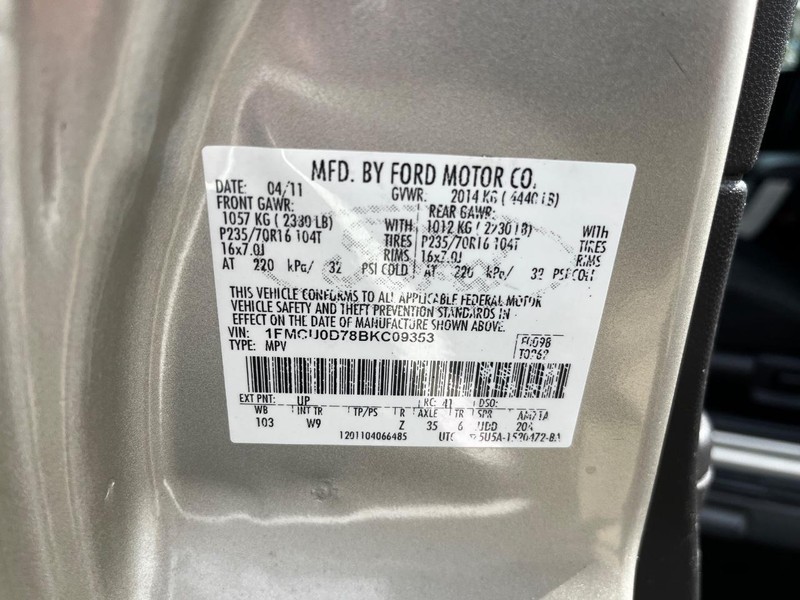 MFD. BY FORD MOTOR CO.
DATE: 04/11 GVWR: 2014 KG ( 4440 LB)
FRONT GAWR: REAR GAWR:
1057 KG ( 2330 LB) WITH 1012 KG ( 2230 LB) WITH
P235/70R16 104T TIRES P235/70R16 104T TIRES
16x7.0J RIMS 16x7.0J RIMS
AT 220 kPa/ 32 PSI COLD AT 220 kPa/ 32 PSI COLD
THIS VEHICLE CONFORMS TO ALL APPLICABLE FEDERAL MOTOR
VEHICLE SAFETY AND THEFT PREVENTION STANDARDS IN
EFFECT ON THE DATE OF MANUFACTURE SHOWN ABOVE.
VIN: 1FMCU0D78BKC09353
TYPE: MPV
F0098
T0262
EXT PNT: UP RC: 41 DSO:
WB INT TR TP/PS R AXLE TR SPR
103 W9 Z 35 6 UDD
1201104066485